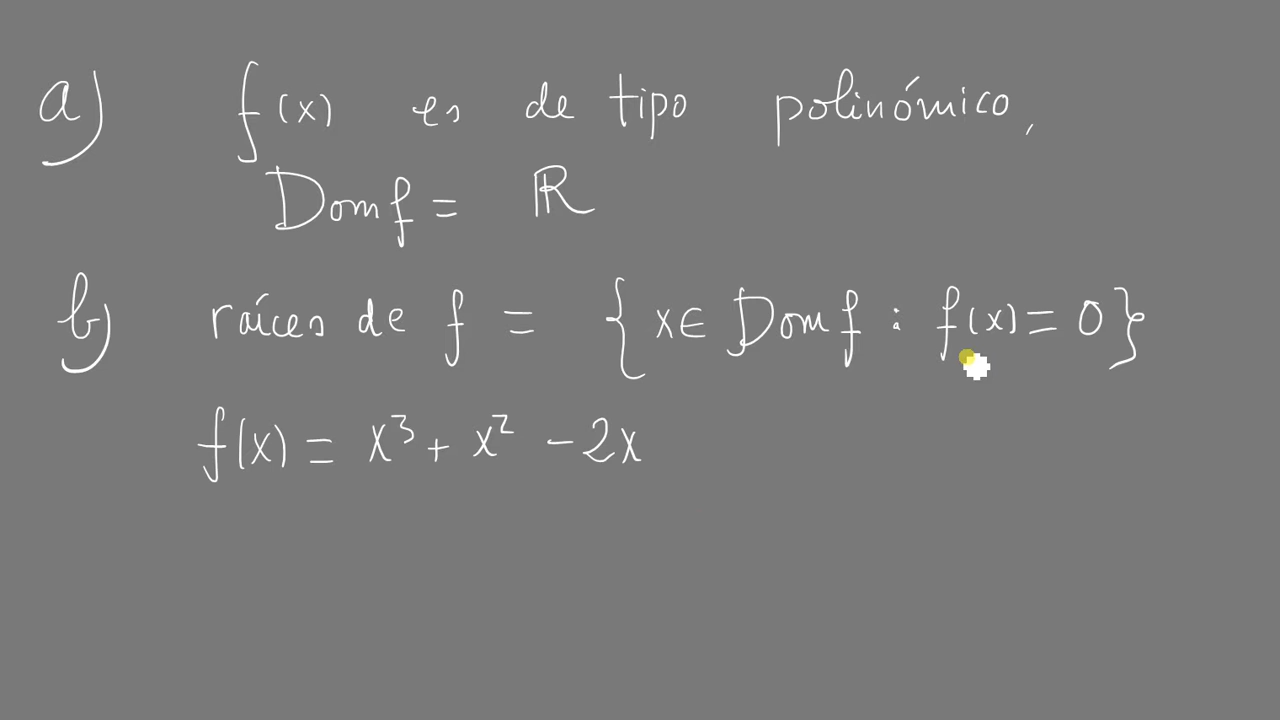 a) f(x) es de tipo polinómico,
Dom f = ℝ
b) raíces de f = { x ∈ Dom f : f(x) = 0 }
f(x) = x³ + x² - 2x